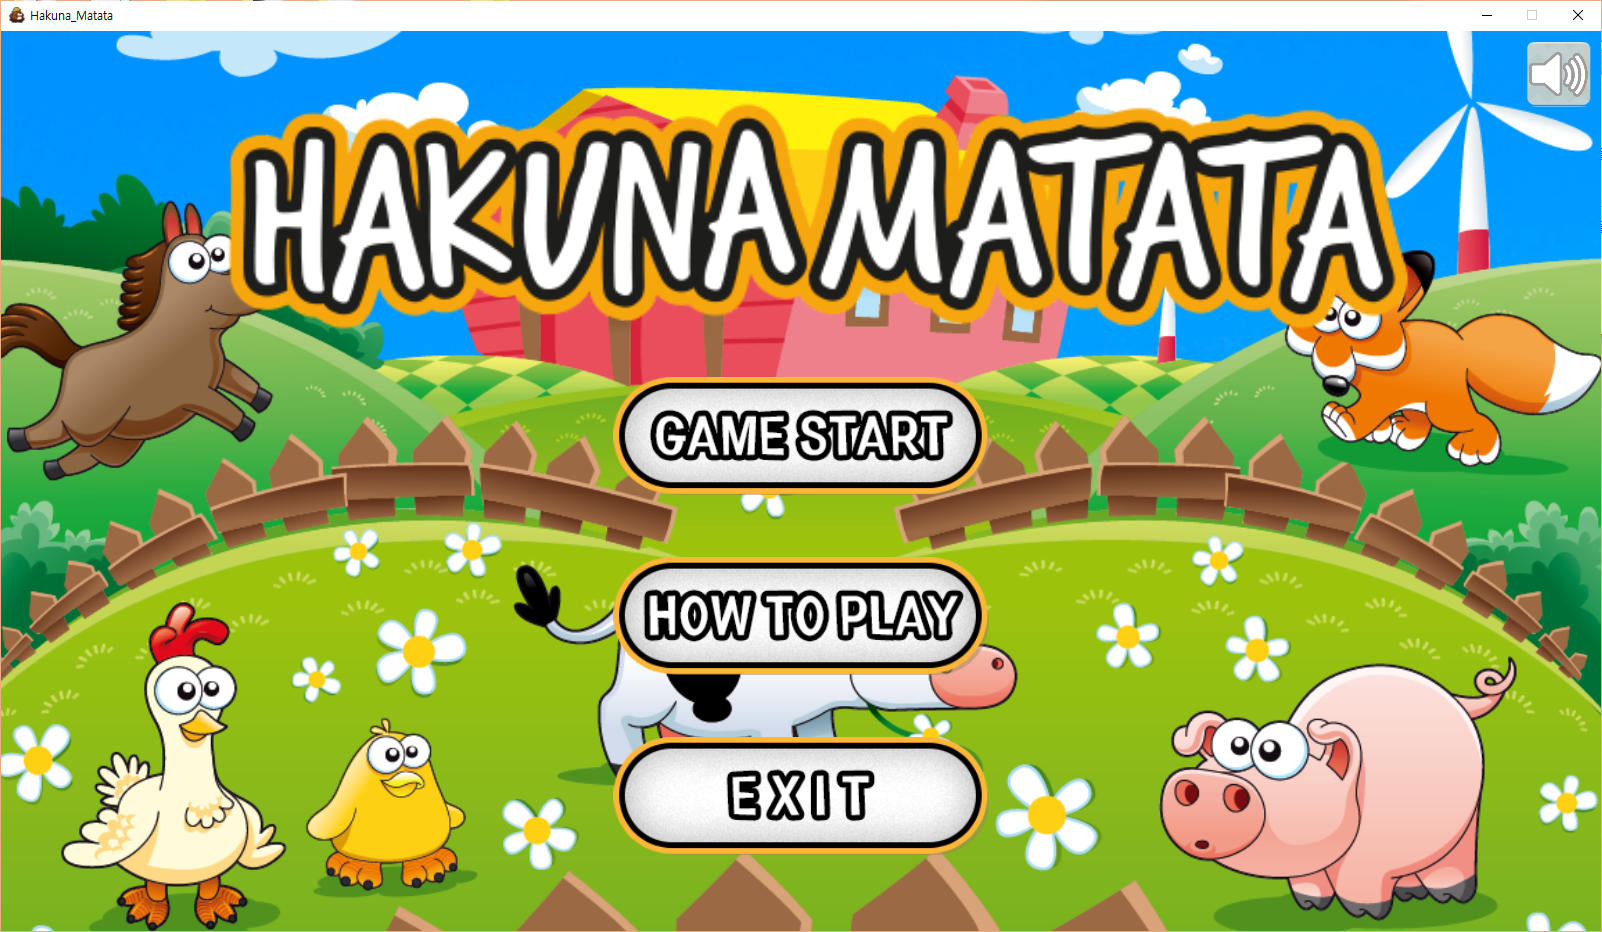 Hakuna_Matata
HAKUNA MATATA
GAME START
HOW TO PLAY
EXIT